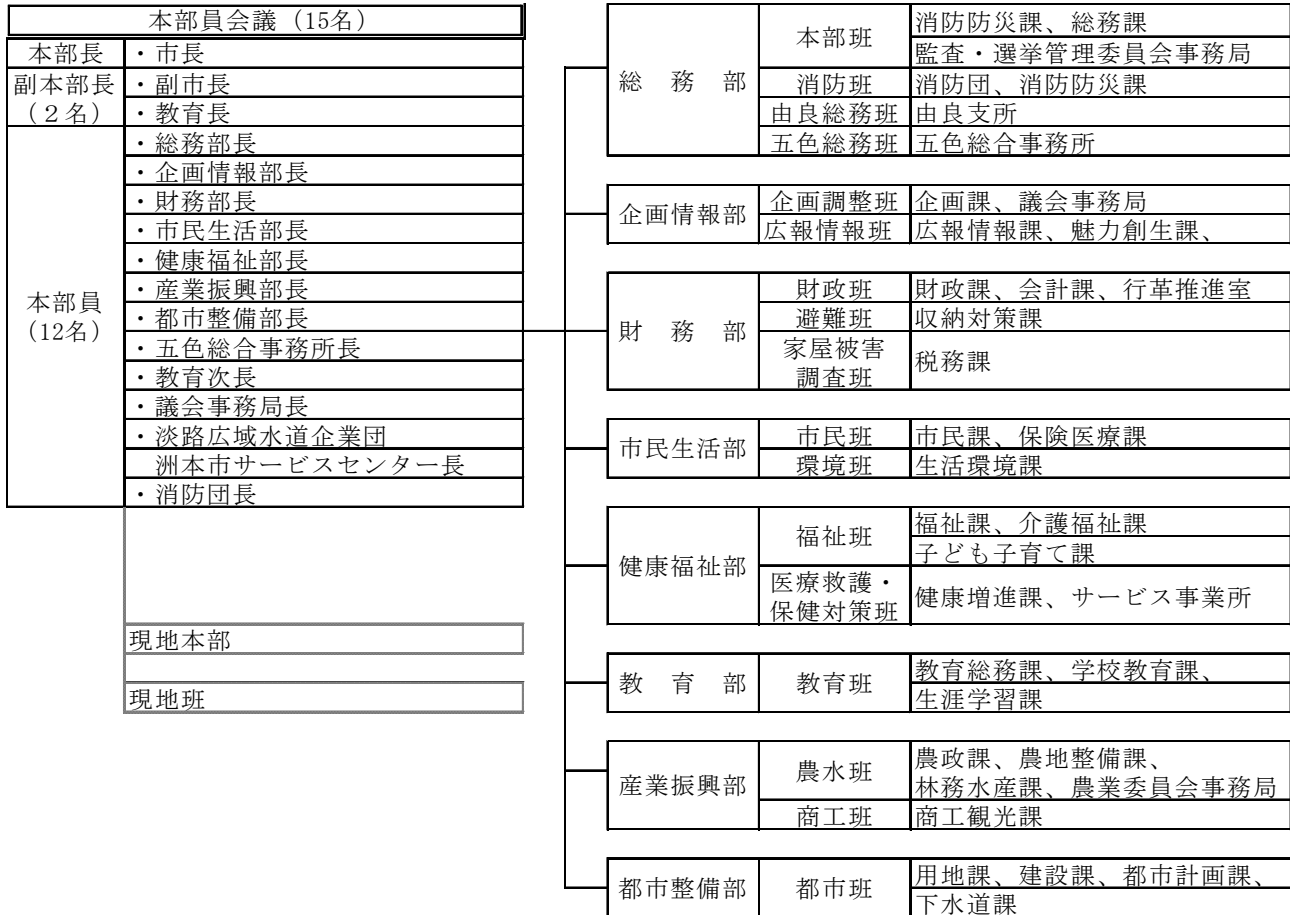 本部員会議（15名）
本部長
・市長
副本部長
（２名）
・副市長
・教育長
本部員
(12名)
・総務部長
・企画情報部長
・財務部長
・市民生活部長
・健康福祉部長
・産業振興部長
・都市整備部長
・五色総合事務所長
・教育次長
・議会事務局長
・淡路広域水道企業団
洲本市サービスセンター長
・消防団長
現地本部
現地班
総　務　部
本部班
消防防災課、総務課
監査・選挙管理委員会事務局
消防班
消防団、消防防災課
由良総務班
由良支所
五色総務班
五色総合事務所
企画情報部
企画調整班
企画課、議会事務局
広報情報班
広報情報課、魅力創生課、
財　務　部
財政班
財政課、会計課、行革推進室
避難班
収納対策課
家屋被害
調査班
税務課
市民生活部
市民班
市民課、保険医療課
環境班
生活環境課
健康福祉部
福祉班
福祉課、介護福祉課
子ども子育て課
医療救護・
保健対策班
健康増進課、サービス事業所
教　育　部
教育班
教育総務課、学校教育課、
生涯学習課
産業振興部
農水班
農政課、農地整備課、
林務水産課、農業委員会事務局
商工班
商工観光課
都市整備部
都市班
用地課、建設課、都市計画課、
下水道課